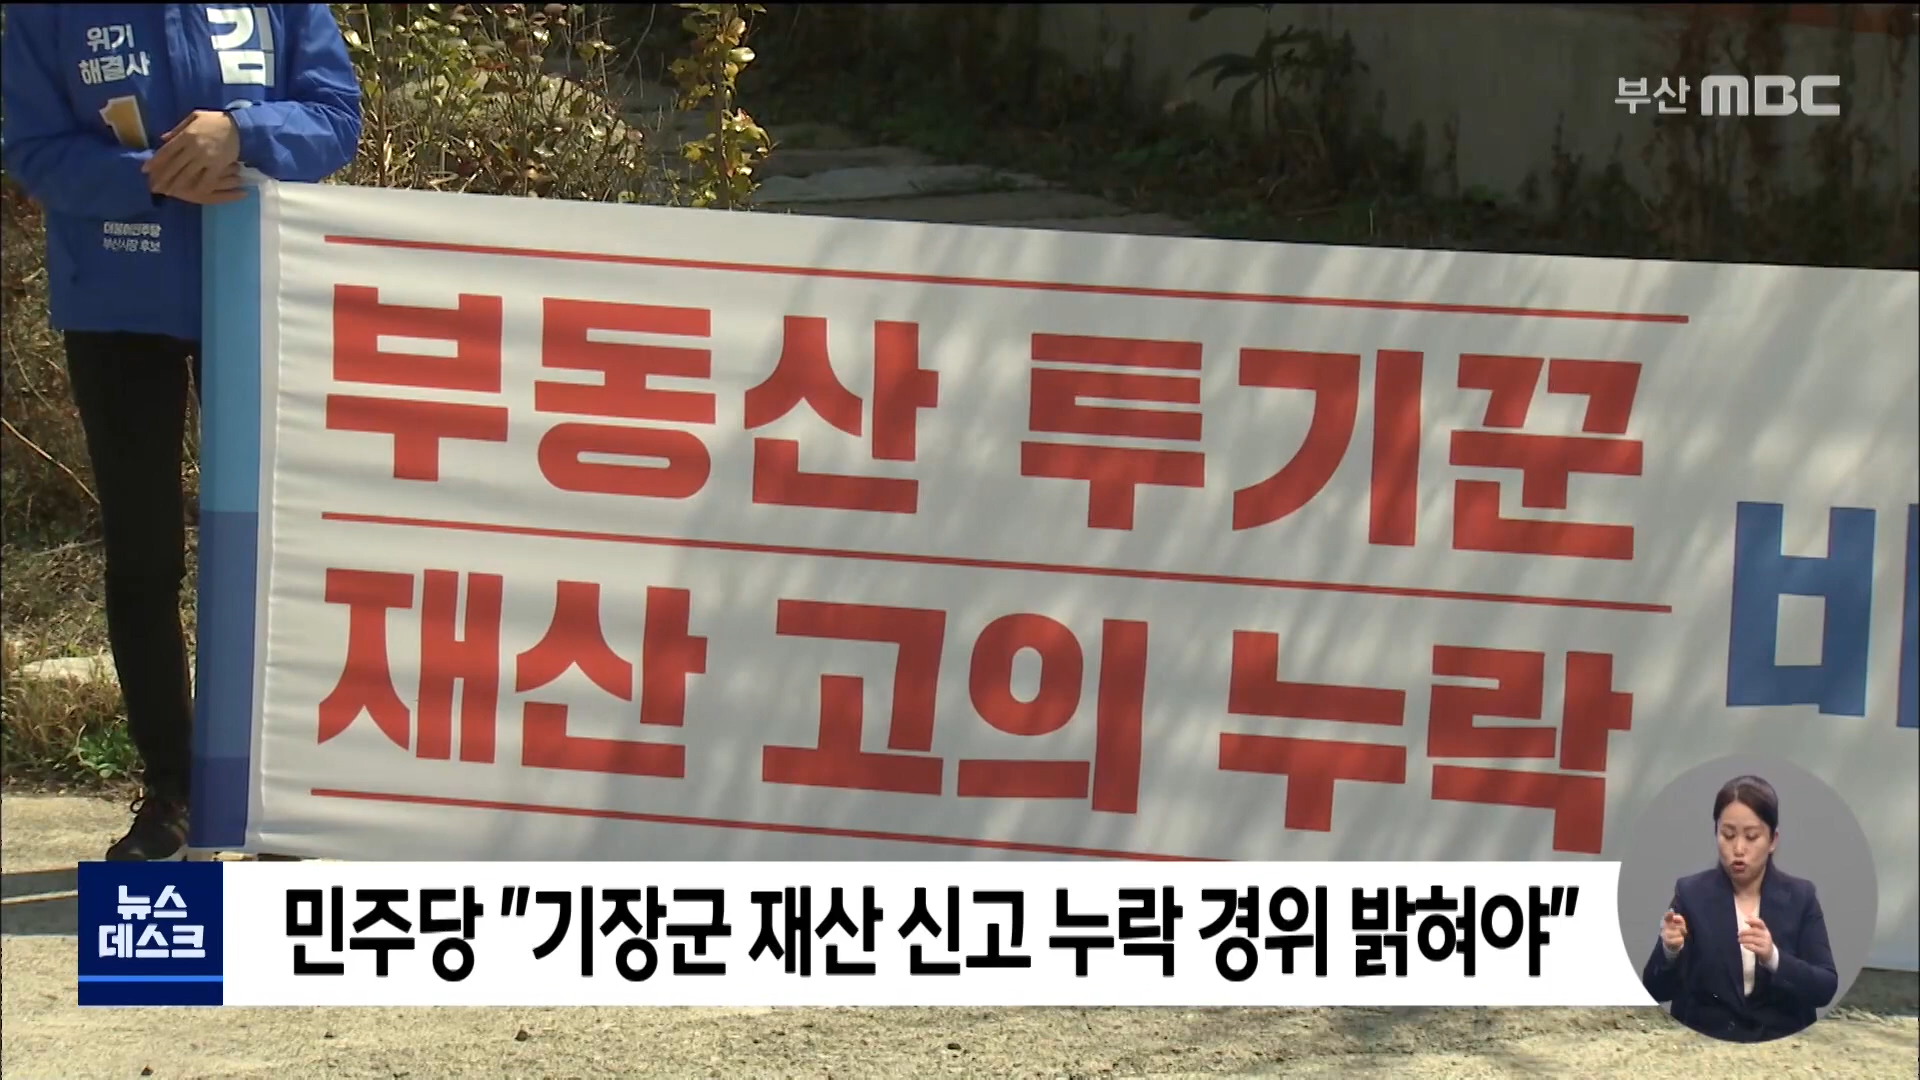 위기
해결사
김
1
더불어민주당
부산시장 후보
부산 MBC
부동산 투기꾼
재산 고의 누락
뉴스
데스크
민주당 "기장군 재산 신고 누락 경위 밝혀야"